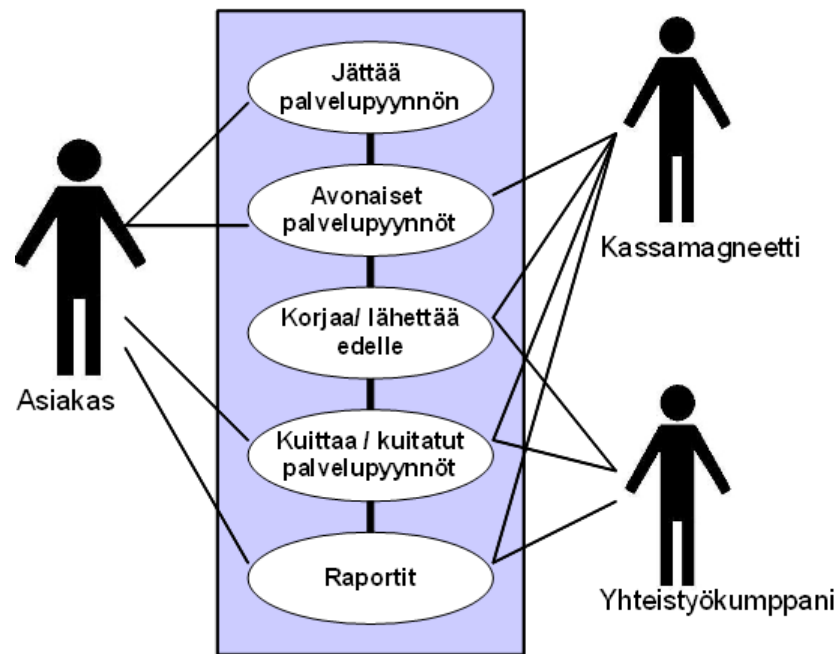 Jättää
palvelupyynnön
Avonaiset
palvelupyynnöt
Korjaa/ lähettää
edelle
Kuittaa / kuitatut
palvelupyynnöt
Raportit
Asiakas
Kassamagneetti
Yhteistyökumppani